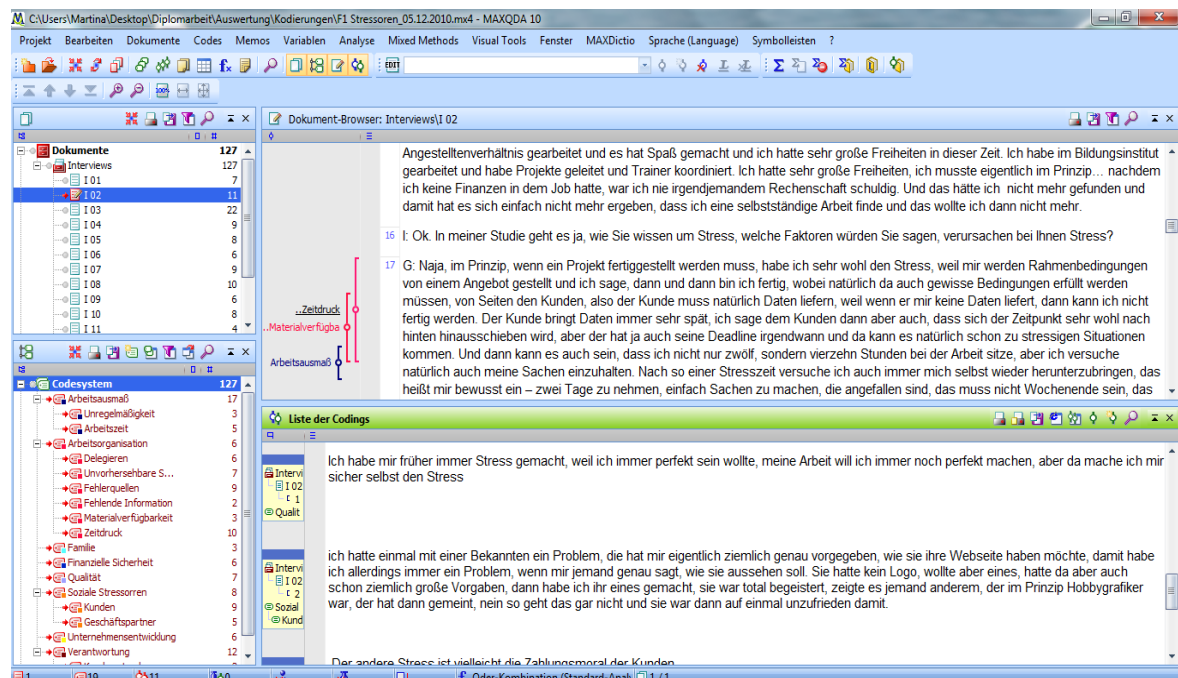 C:\Users\Martina\Desktop\Diplomarbeit\Auswertung\Kodierungen\F1 Stressoren_05.12.2010.mx4 - MAXQDA 10
Projekt Bearbeiten Dokumente Codes Memos Variablen Analyse Mixed Methods Visual Tools Fenster MAXDictio Sprache (Language) Symbolleisten ?
Dokumente 127
Interviews 127
I 01 7
I 02 11
I 03 22
I 04 9
I 05 8
I 06 6
I 07 9
I 08 10
I 09 6
I 10 8
I 11 4
Codesystem 127
Arbeitsausmaß 17
Unregelmäßigkeit 3
Arbeitszeit 5
Arbeitsorganisation 6
Delegieren 6
Unvorhersehbare S... 7
Fehlerquellen 9
Fehlende Information 2
Materialverfügbarkeit 3
Zeitdruck 10
Familie 3
Finanzielle Sicherheit 6
Qualität 7
Soziale Stressoren 8
Kunden 9
Geschäftspartner 5
Unternehmensentwicklung 6
Verantwortung 12
Dokument-Browser: Interviews\I 02
Angestelltenverhältnis gearbeitet und es hat Spaß gemacht und ich hatte sehr große Freiheiten in dieser Zeit. Ich habe im Bildungsinstitut
gearbeitet und habe Projekte geleitet und Trainer koordiniert. Ich hatte sehr große Freiheiten, ich musste eigentlich im Prinzip… nachdem
ich keine Finanzen in dem Job hatte, war ich nie irgendjemandem Rechenschaft schuldig. Und das hätte ich nicht mehr gefunden und
damit hat es sich einfach nicht mehr ergeben, dass ich eine selbstständige Arbeit finde und das wollte ich dann nicht mehr.
16 I: Ok. In meiner Studie geht es ja, wie Sie wissen um Stress, welche Faktoren würden Sie sagen, verursachen bei Ihnen Stress?
17 G: Naja, im Prinzip, wenn ein Projekt fertiggestellt werden muss, habe ich sehr wohl den Stress, weil mir werden Rahmenbedingungen
von einem Angebot gestellt und ich sage, dann und dann bin ich fertig, wobei natürlich da auch gewisse Bedingungen erfüllt werden
müssen, von Seiten den Kunden, also der Kunde muss natürlich Daten liefern, weil wenn er mir keine Daten liefert, dann kann ich nicht
fertig werden. Der Kunde bringt Daten immer sehr spät, ich sage dem Kunden dann aber auch, dass sich der Zeitpunkt sehr wohl nach
hinten hinausschieben wird, aber der hat ja auch seine Deadline irgendwann und da kann es natürlich schon zu stressigen Situationen
kommen. Und dann kann es auch sein, dass ich nicht nur zwölf, sondern vierzehn Stunden bei der Arbeit sitze, aber ich versuche
natürlich auch meine Sachen einzuhalten. Nach so einer Stresszeit versuche ich auch immer mich selbst wieder herunterzubringen, das
heißt mir bewusst ein – zwei Tage zu nehmen, einfach Sachen zu machen, die angefallen sind, das muss nicht Wochenende sein, das
..Zeitdruck
..Materialverfügba
Arbeitsausmaß
Liste der Codings
Intervi
I 02
1
Qualit
Ich habe mir früher immer Stress gemacht, weil ich immer perfekt sein wollte, meine Arbeit will ich immer noch perfekt machen, aber da mache ich mir
sicher selbst den Stress
Intervi
I 02
2
Sozial
Kund
ich hatte einmal mit einer Bekannten ein Problem, die hat mir eigentlich ziemlich genau vorgegeben, wie sie ihre Webseite haben möchte, damit habe
ich allerdings immer ein Problem, wenn mir jemand genau sagt, wie sie aussehen soll. Sie hatte kein Logo, wollte aber eines, hatte da aber auch
schon ziemlich große Vorgaben, dann habe ich ihr eines gemacht, sie war total begeistert, zeigte es jemand anderem, der im Prinzip Hobbygrafiker
war, der hat dann gemeint, nein so geht das gar nicht und sie war dann auf einmal unzufrieden damit.
Der andere Stress ist vielleicht die Zahlungsmoral der Kunden